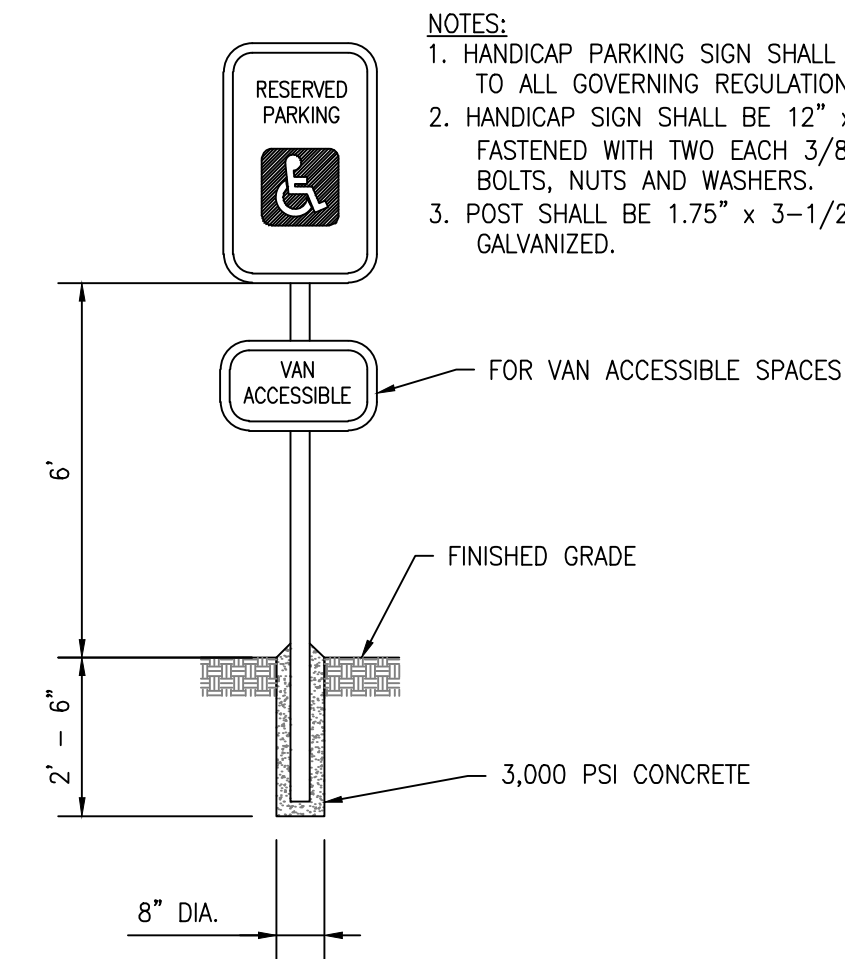 NOTES:
1. HANDICAP PARKING SIGN SHALL
TO ALL GOVERNING REGULATION
2. HANDICAP SIGN SHALL BE 12" x
FASTENED WITH TWO EACH 3/8
BOLTS, NUTS AND WASHERS.
3. POST SHALL BE 1.75" x 3-1/2
GALVANIZED.
RESERVED
PARKING
VAN
ACCESSIBLE
FOR VAN ACCESSIBLE SPACES
6'
FINISHED GRADE
2' - 6"
3,000 PSI CONCRETE
8" DIA.